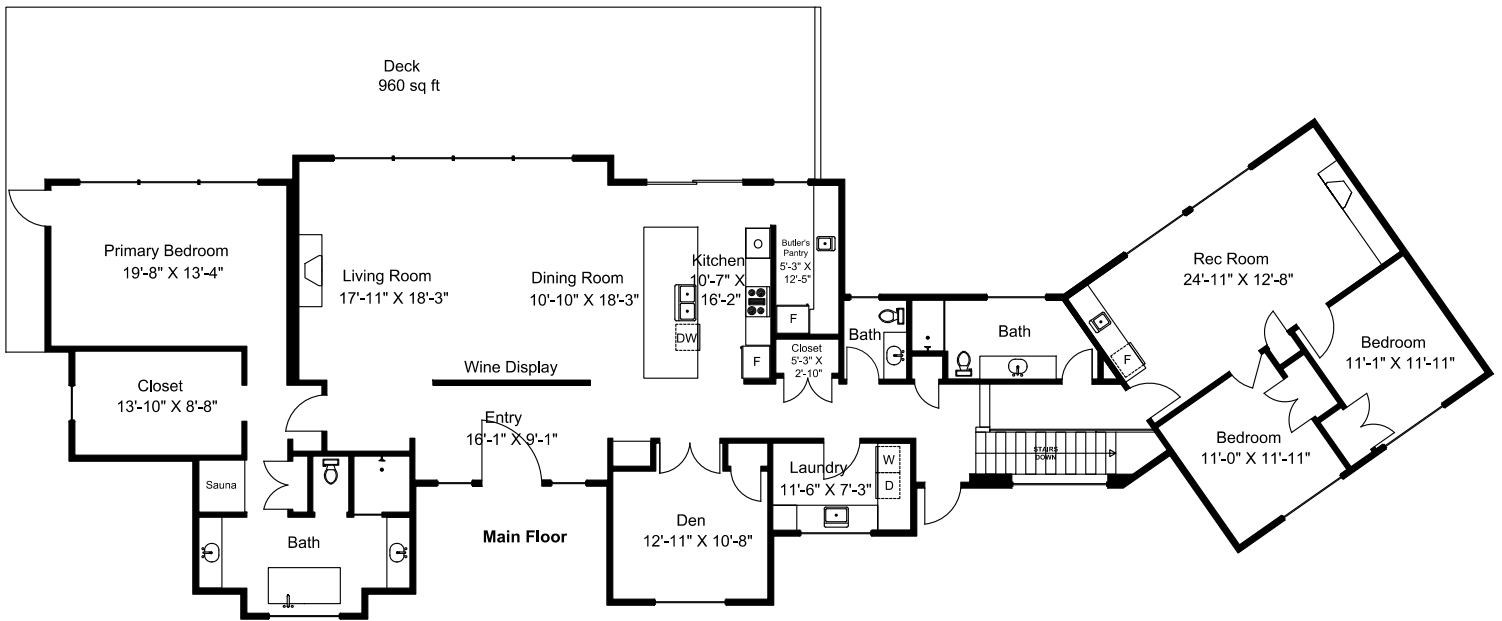 Deck
960 sq ft
Primary Bedroom
19'-8" X 13'-4"
Living Room
17'-11" X 18'-3"
Dining Room
10'-10" X 18'-3"
Kitchen
10'-7" X
16'-2"
O
DW
F
Butler's
Pantry
5'-3" X
12'-5"
F
Rec Room
24'-11" X 12'-8"
F
Bath
Bath
Closet
5'-3" X
2'-10"
Bedroom
11'-1" X 11'-11"
Wine Display
Closet
13'-10" X 8'-8"
Entry
16'-1" X 9'-1"
Bedroom
11'-0" X 11'-11"
STAIRS
DOWN
Laundry
11'-6" X 7'-3"
W
D
Sauna
Den
12'-11" X 10'-8"
Main Floor
Bath